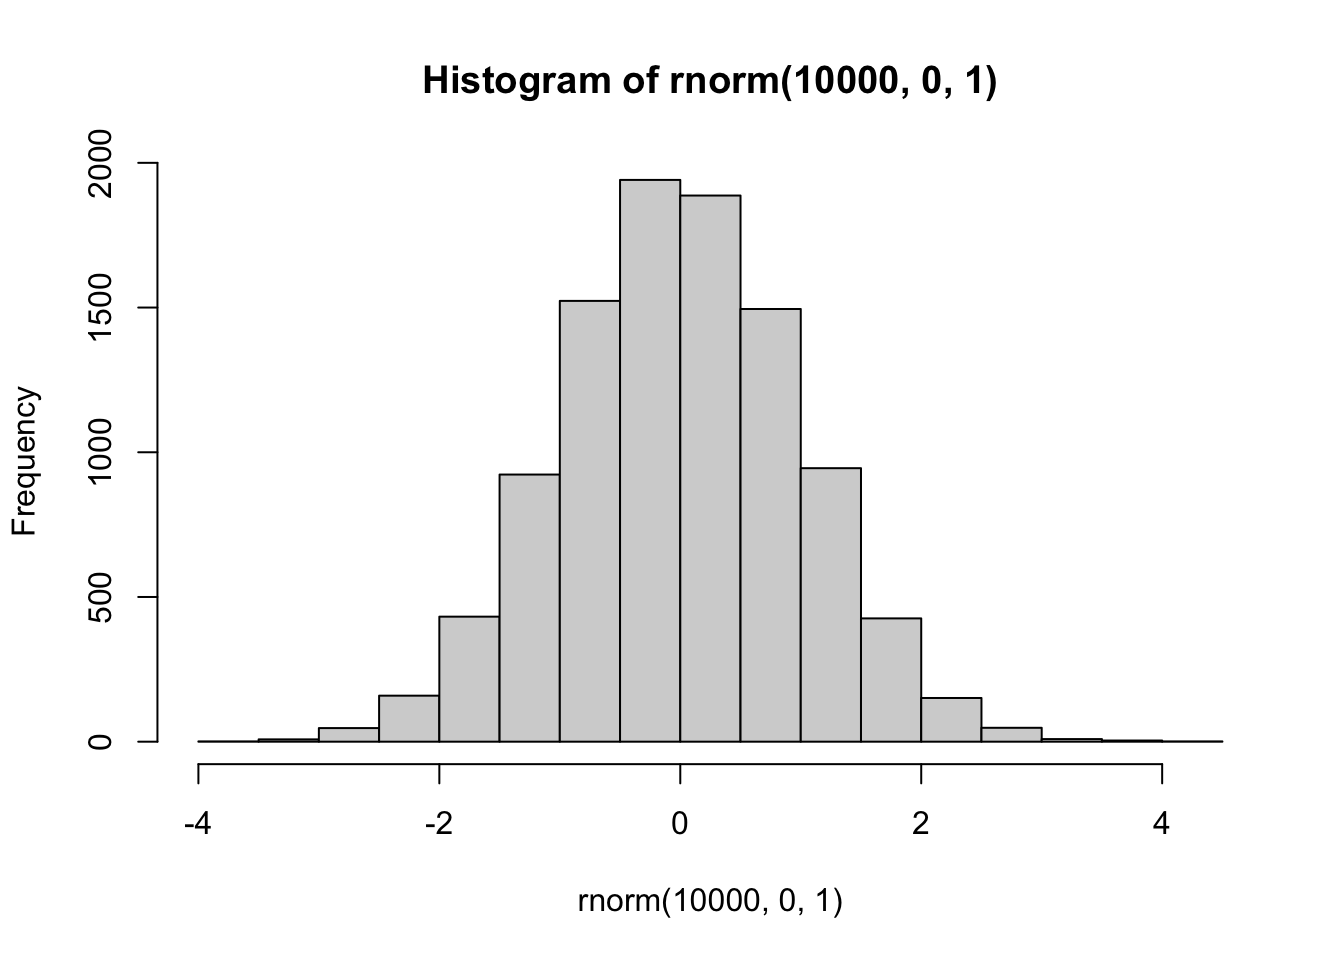 Histogram of rnorm(10000, 0, 1)
Frequency
2000
1500
1000
500
0
-4 -2 0 2 4
rnorm(10000, 0, 1)